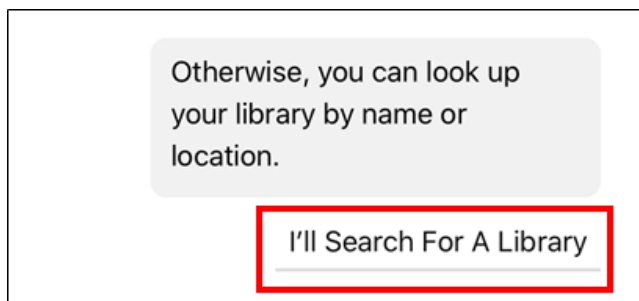 Otherwise, you can look up
your library by name or
location.
I’ll Search For A Library